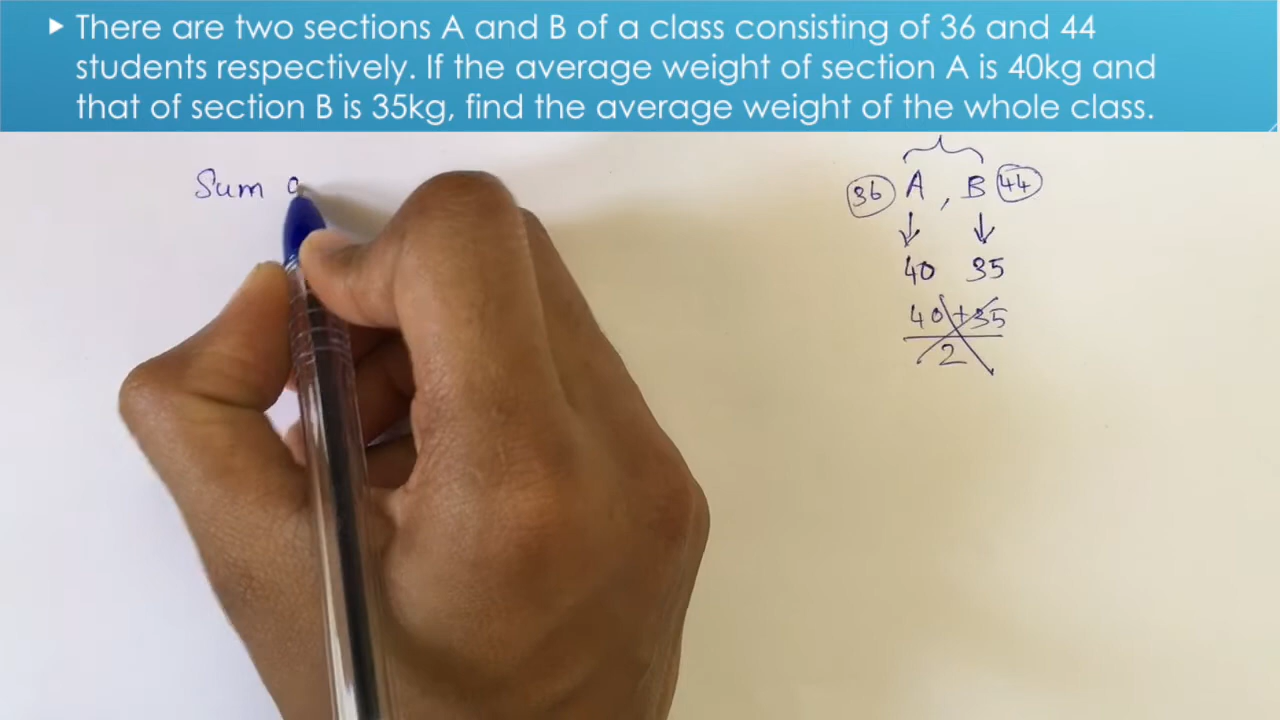 There are two sections A and B of a class consisting of 36 and 44
students respectively. If the average weight of section A is 40kg and
that of section B is 35kg, find the average weight of the whole class.
Sum o
36 A , B 44
40 35
40 + 35
2